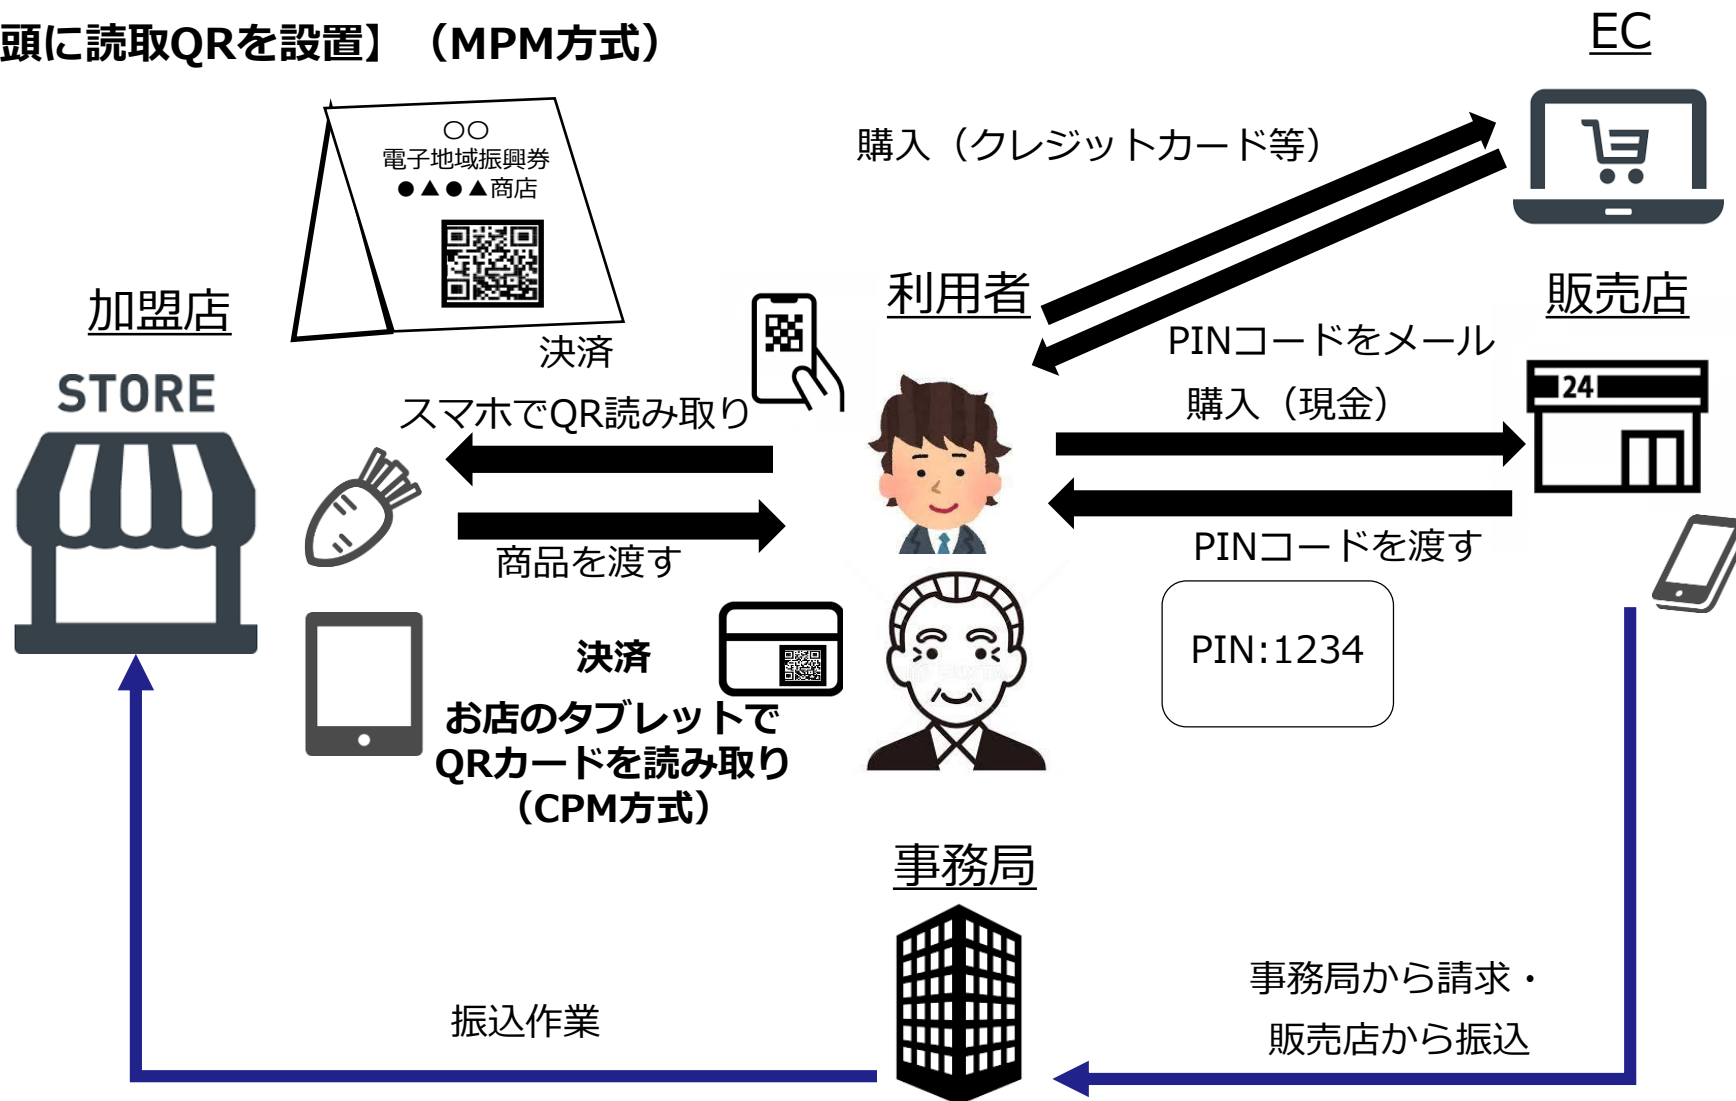 頭に読取QRを設置】（MPM方式）
EC
〇〇
電子地域振興券
●▲●▲商店
購入（クレジットカード等）
加盟店
利用者
販売店
決済
PINコードをメール
STORE
スマホでQR読み取り
購入（現金）
24
商品を渡す
PINコードを渡す
決済
PIN:1234
お店のタブレットで
QRカードを読み取り
（CPM方式）
事務局
振込作業
事務局から請求・
販売店から振込